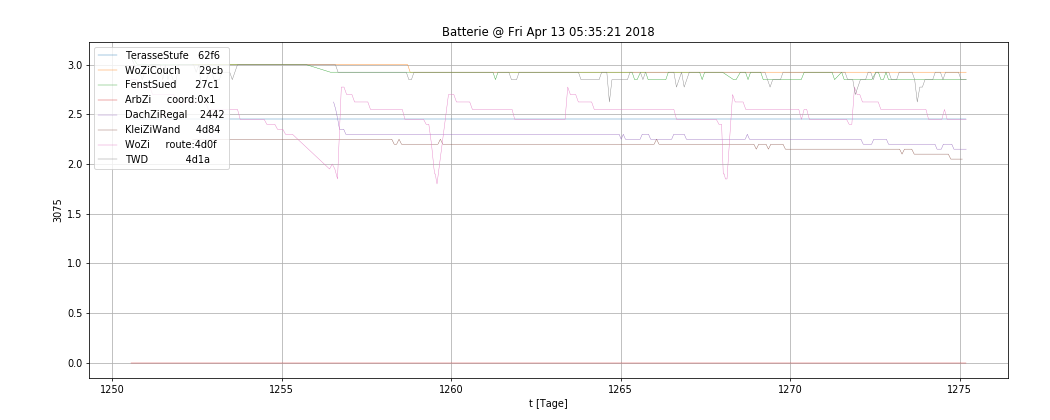 Batterie @ Fri Apr 13 05:35:21 2018
TerasseStufe 62f6
WoZiCouch 29cb
FenstSued 27c1
ArbZi coord:0x1
DachZiRegal 2442
KleiZiWand 4d84
WoZi route:4d0f
TWD 4d1a
3.0
2.5
2.0
1.5
1.0
0.5
0.0
3075
1250 1255 1260 1265 1270 1275
t [Tage]